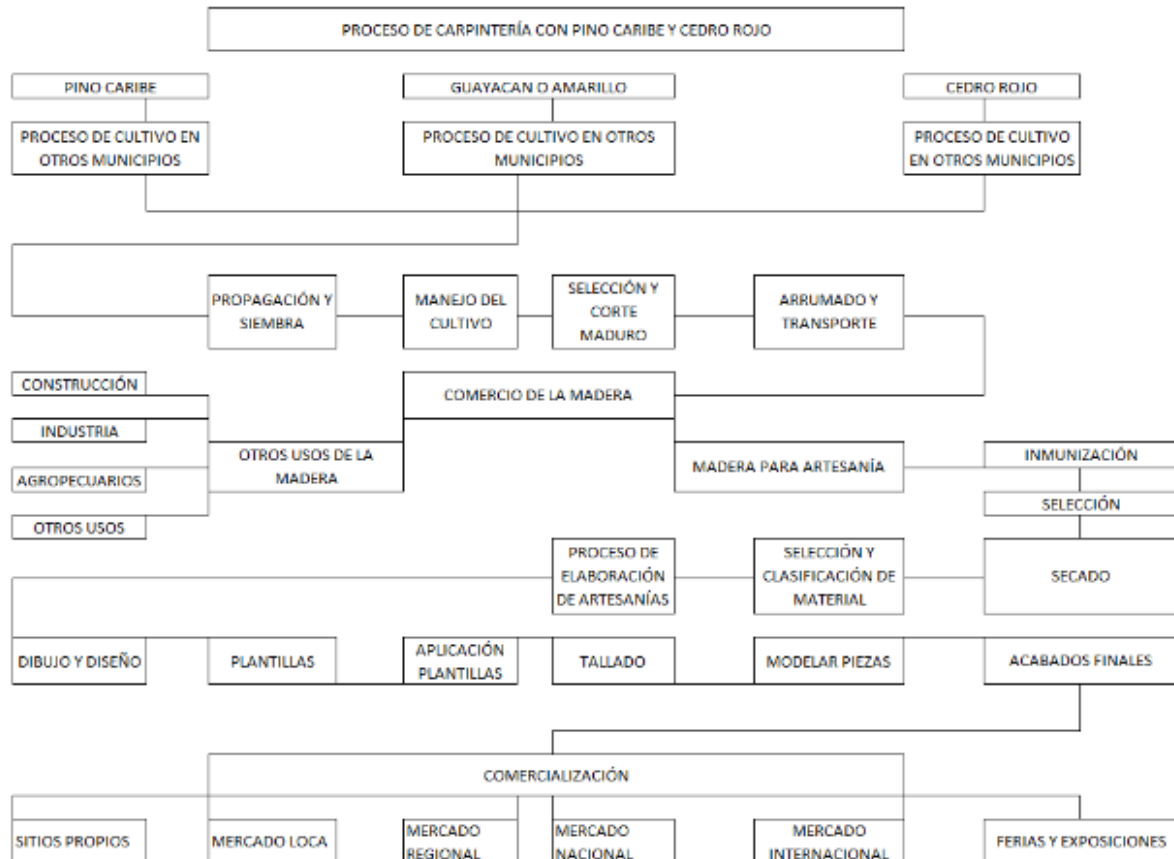 PROCESO DE CARPINTERÍA CON PINO CARIBE Y CEDRO ROJO
PINO CARIBE
GUAYACAN O AMARILLO
CEDRO ROJO
PROCESO DE CULTIVO EN
OTROS MUNICIPIOS
PROCESO DE CULTIVO EN OTROS
MUNICIPIOS
PROCESO DE CULTIVO
EN OTROS MUNICIPIOS
PROPAGACIÓN Y
SIEMBRA
MANEJO DEL
CULTIVO
SELECCIÓN Y
CORTE
MADURO
ARRUMADO Y
TRANSPORTE
CONSTRUCCIÓN
INDUSTRIA
AGROPECUARIOS
OTROS USOS
COMERCIO DE LA MADERA
OTROS USOS DE LA
MADERA
MADERA PARA ARTESANÍA
INMUNIZACIÓN
SELECCIÓN
PROCESO DE
ELABORACIÓN
DE ARTESANÍAS
SELECCIÓN Y
CLASIFICACIÓN DE
MATERIAL
SECADO
DIBUJO Y DISEÑO
PLANTILLAS
APLICACIÓN
PLANTILLAS
TALLADO
MODELAR PIEZAS
ACABADOS FINALES
COMERCIALIZACIÓN
SITIOS PROPIOS
MERCADO LOCA
MERCADO
REGIONAL
MERCADO
NACIONAL
MERCADO
INTERNACIONAL
FERIAS Y EXPOSICIONES